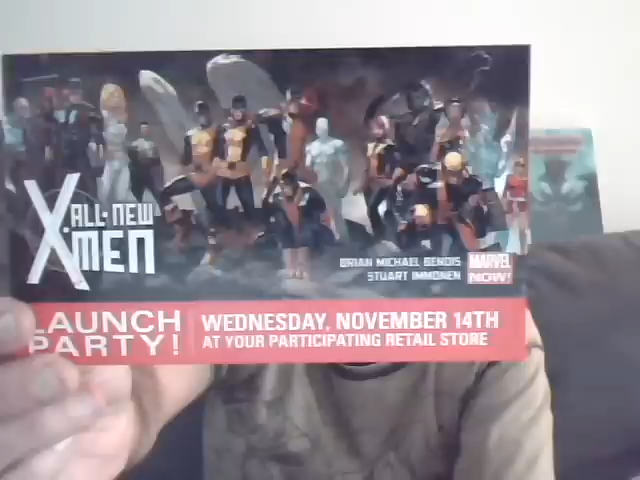 X
ALL-NEW
X-MEN
BRIAN MICHAEL BENDIS
STUART IMMONEN
MARVEL
NOW!
LAUNCH
PARTY!
WEDNESDAY, NOVEMBER 14TH
AT YOUR PARTICIPATING RETAIL STORE